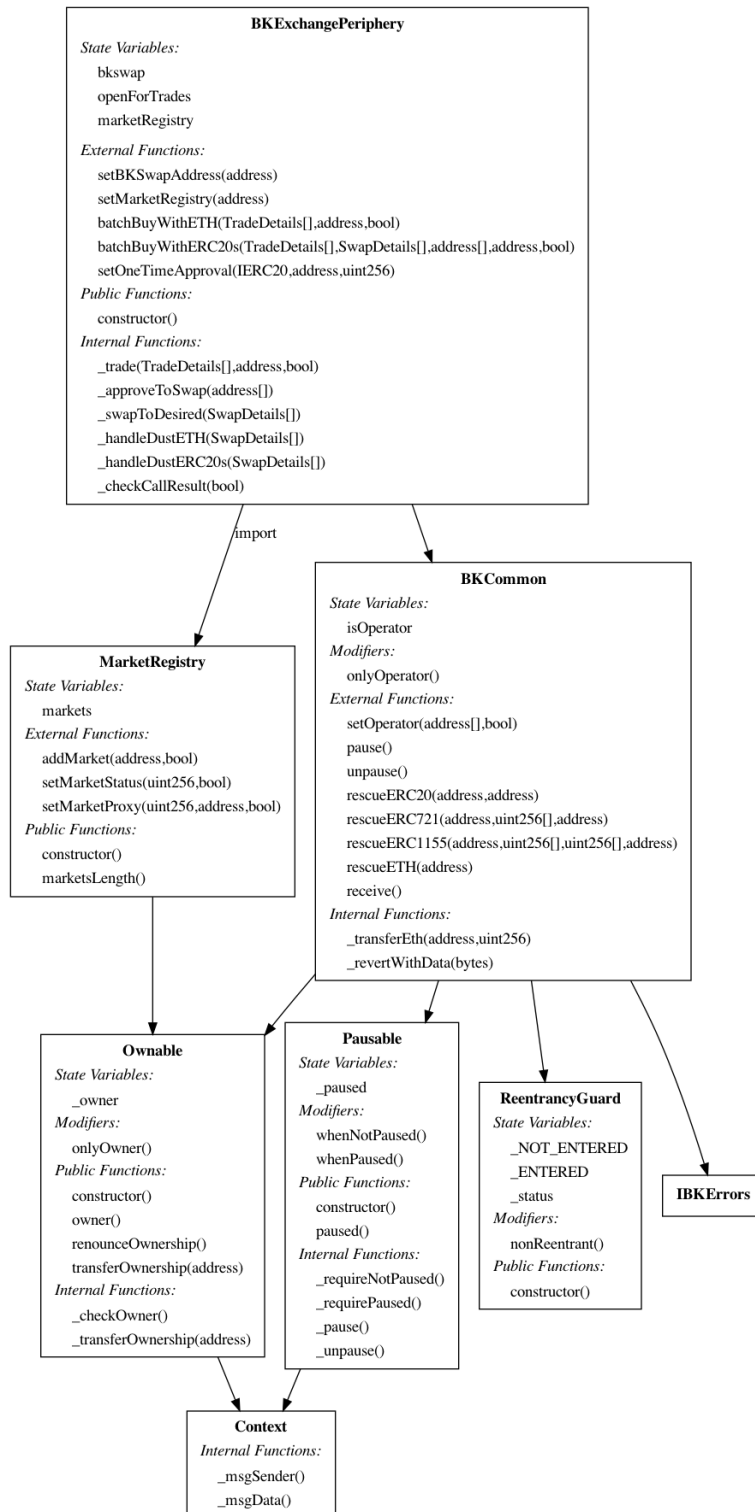 BKExchangePeriphery
State Variables:
bkswap
openForTrades
marketRegistry
External Functions:
setBKSwapAddress(address)
setMarketRegistry(address)
batchBuyWithETH(TradeDetails[],address,bool)
batchBuyWithERC20s(TradeDetails[],SwapDetails[],address[],address,bool)
setOneTimeApproval(IERC20,address,uint256)
Public Functions:
constructor()
Internal Functions:
_trade(TradeDetails[],address,bool)
_approveToSwap(address[])
_swapToDesired(SwapDetails[])
_handleDustETH(SwapDetails[])
_handleDustERC20s(SwapDetails[])
_checkCallResult(bool)
import
BKCommon
State Variables:
isOperator
Modifiers:
onlyOperator()
External Functions:
setOperator(address[],bool)
pause()
unpause()
rescueERC20(address,address)
rescueERC721(address,uint256[],address)
rescueERC1155(address,uint256[],uint256[],address)
rescueETH(address)
receive()
Internal Functions:
_transferEth(address,uint256)
_revertWithData(bytes)
MarketRegistry
State Variables:
markets
External Functions:
addMarket(address,bool)
setMarketStatus(uint256,bool)
setMarketProxy(uint256,address,bool)
Public Functions:
constructor()
marketsLength()
Ownable
State Variables:
_owner
Modifiers:
onlyOwner()
Public Functions:
constructor()
owner()
renounceOwnership()
transferOwnership(address)
Internal Functions:
_checkOwner()
_transferOwnership(address)
Pausable
State Variables:
_paused
Modifiers:
whenNotPaused()
whenPaused()
Public Functions:
constructor()
paused()
Internal Functions:
_requireNotPaused()
_requirePaused()
_pause()
_unpause()
ReentrancyGuard
State Variables:
_NOT_ENTERED
_ENTERED
_status
Modifiers:
nonReentrant()
Public Functions:
constructor()
IBKErrors
Context
Internal Functions:
_msgSender()
_msgData()